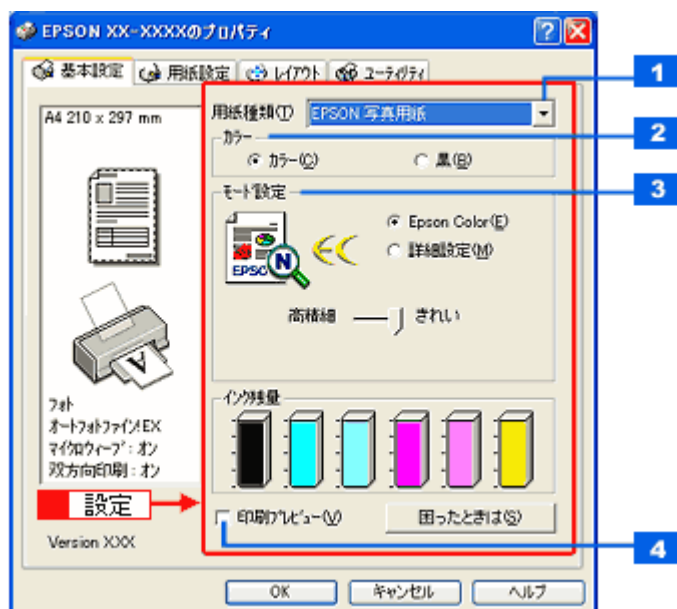 EPSON XX-XXXXのプロパティ
基本設定
用紙設定
レイアウト
ユーティリティ
1
A4 210 x 297 mm
用紙種類(T)
EPSON 写真用紙
カラー
2
カラー(C)
黒(B)
モード設定
3
Epson Color(E)
詳細設定(M)
EPSO
N
EC
高精細
きれい
A
フォト
オートフォトファイン!EX
マイクロウィーブ : オン
双方向印刷 : オン
インク残量
設定
印刷プレビュー(V)
困ったときは(S)
4
Version XXX
OK
キャンセル
ヘルプ